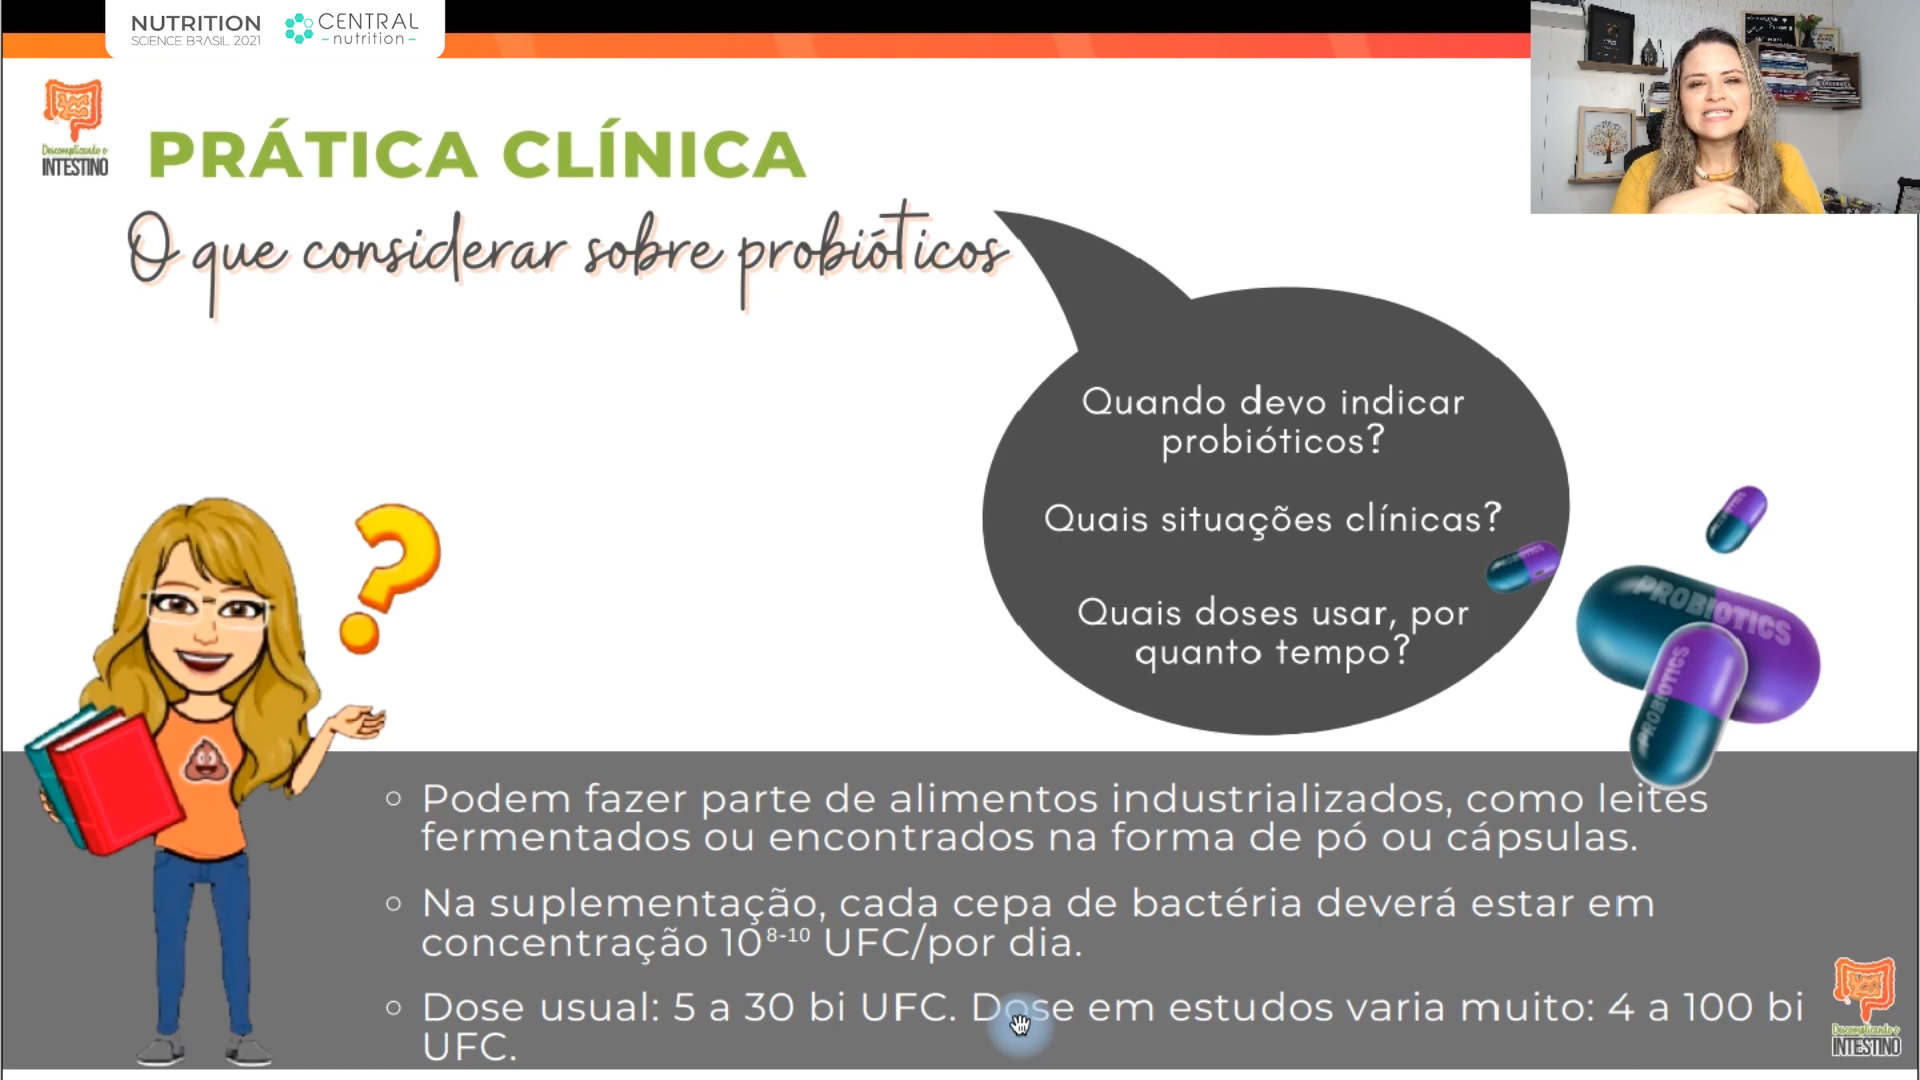 NUTRITION
SCIENCE BRASIL 2021
CENTRAL
nutrition
Descomplicando o
INTESTINO
PRÁTICA CLÍNICA
O que considerar sobre probióticos
Quando devo indicar
probióticos?
Quais situações clínicas?
Quais doses usar, por
quanto tempo?
PROBIOTICS
PROBIOTICS
Podem fazer parte de alimentos industrializados, como leites
fermentados ou encontrados na forma de pó ou cápsulas.
Na suplementação, cada cepa de bactéria deverá estar em
concentração 10⁸⁻¹⁰ UFC/por dia.
Dose usual: 5 a 30 bi UFC. Dose em estudos varia muito: 4 a 100 bi
UFC.
Descomplicando o
INTESTINO